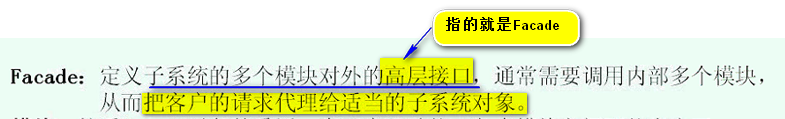 指的就是Facade
Facade：定义子系统的多个模块对外的高层接口，通常需要调用内部多个模块，
从而把客户的请求代理给适当的子系统对象。